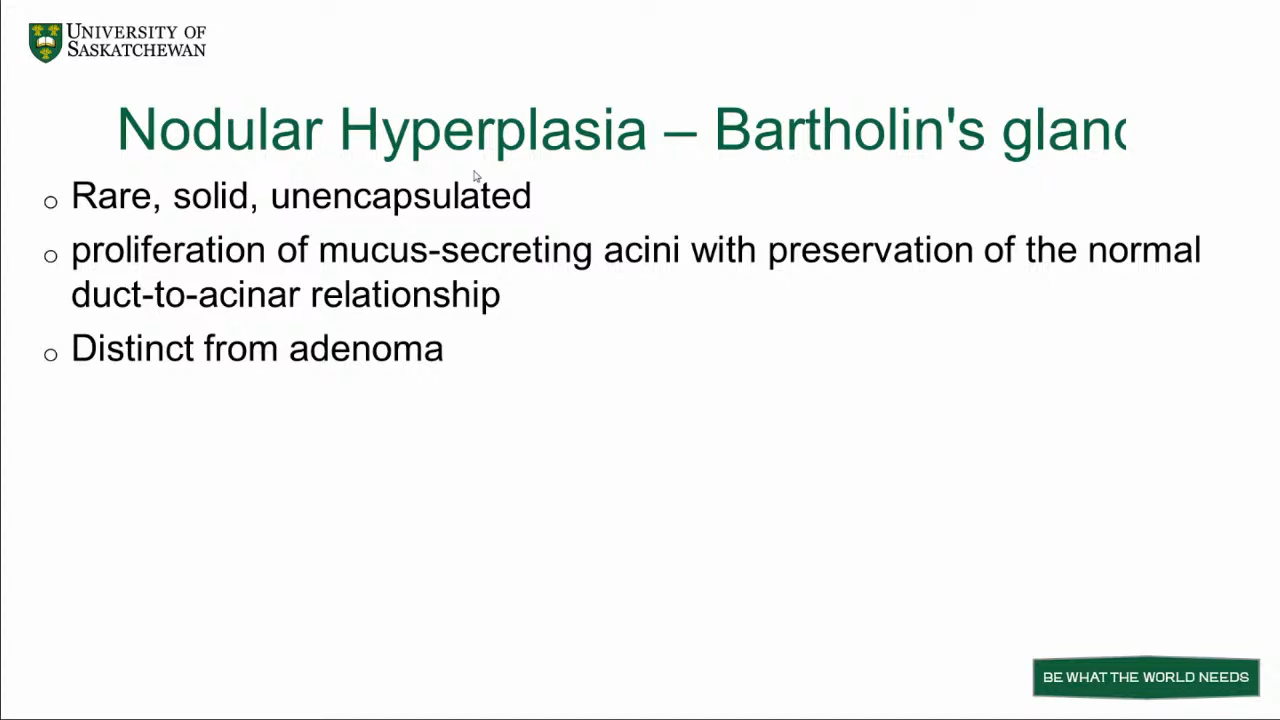 UNIVERSITY OF
SASKATCHEWAN
Nodular Hyperplasia – Bartholin's glanc
o Rare, solid, unencapsulated
o proliferation of mucus-secreting acini with preservation of the normal
duct-to-acinar relationship
o Distinct from adenoma
BE WHAT THE WORLD NEEDS